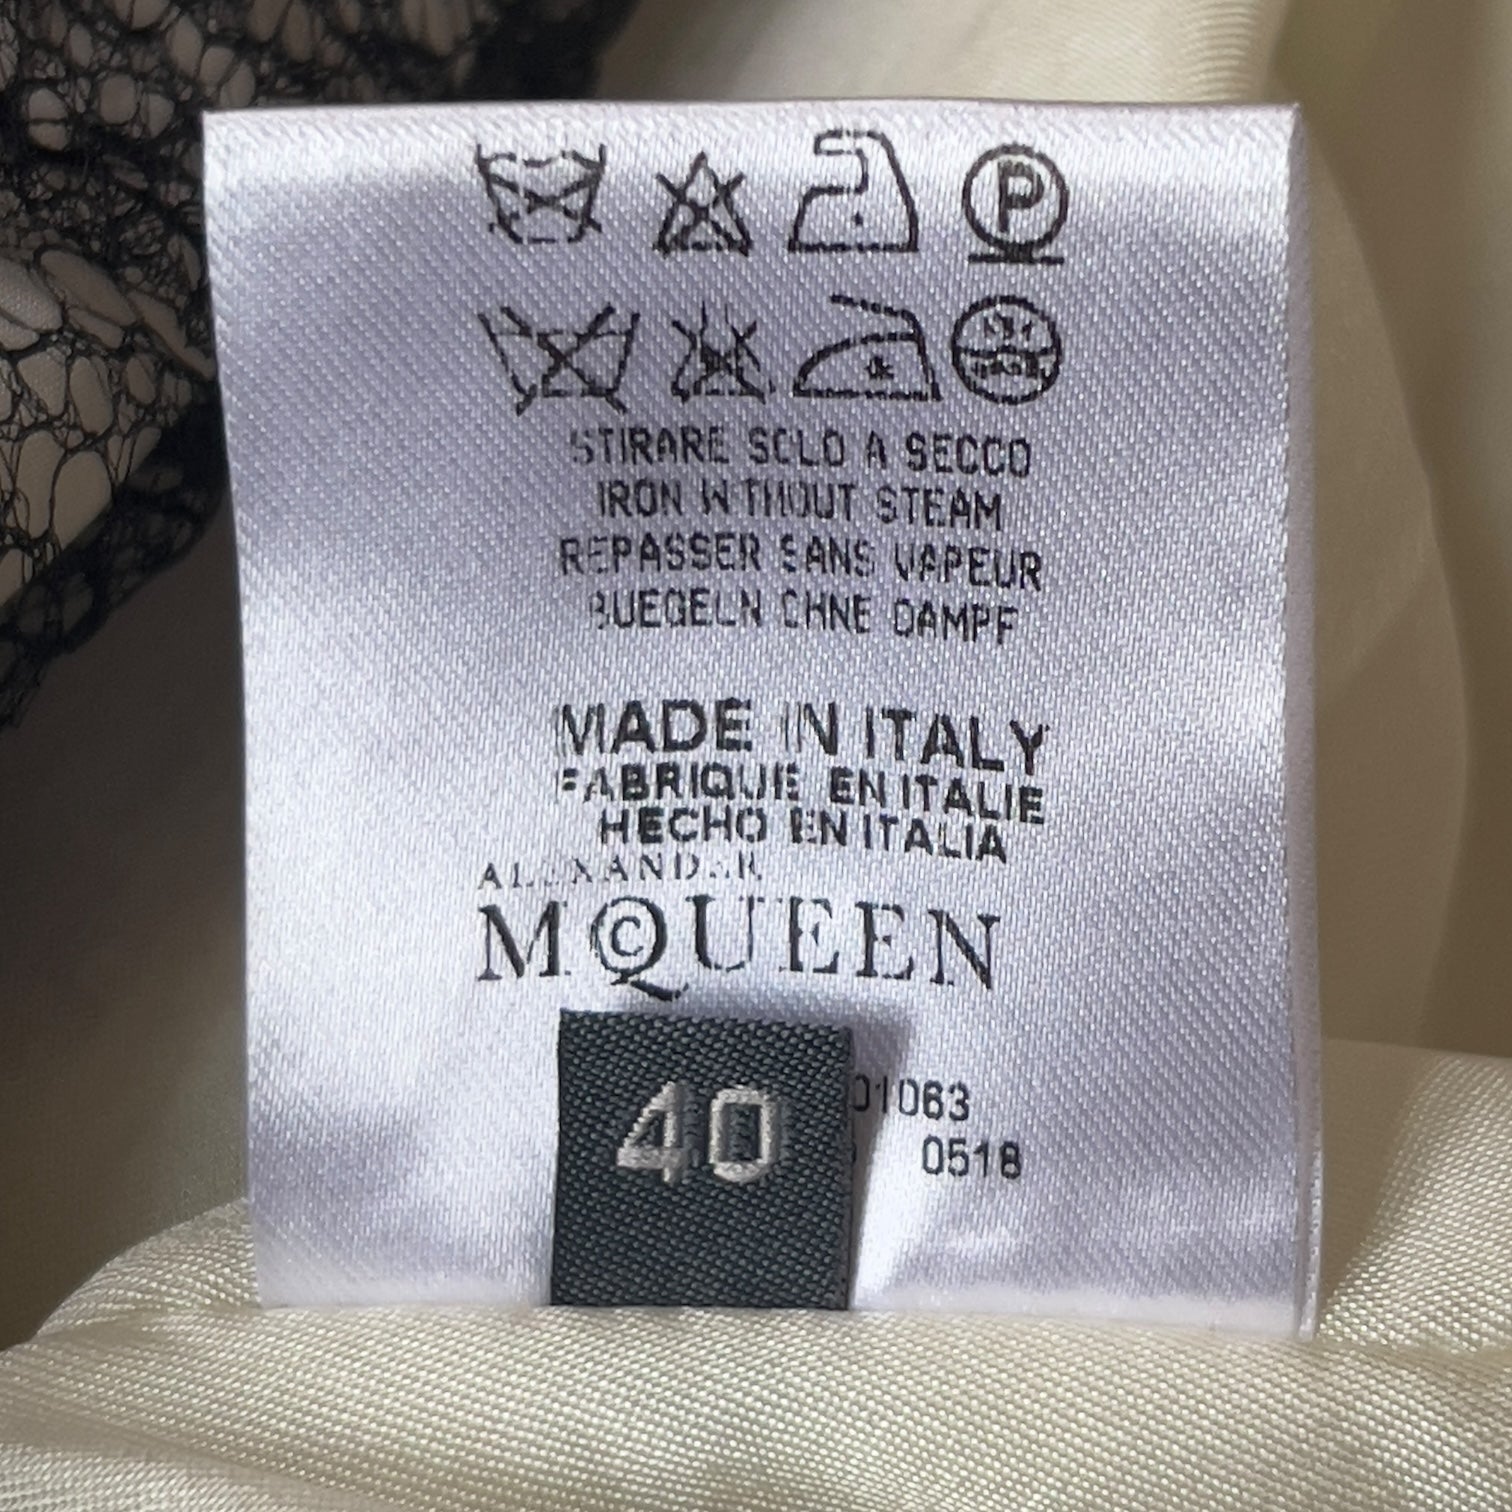 P
STIRARE SOLO A SECCO
IRON WITHOUT STEAM
REPASSER SANS VAPEUR
BUEGELN OHNE DAMPF
MADE IN ITALY
FABRIQUE EN ITALIE
HECHO EN ITALIA
ALEXANDER
McQUEEN
40
01063
0518